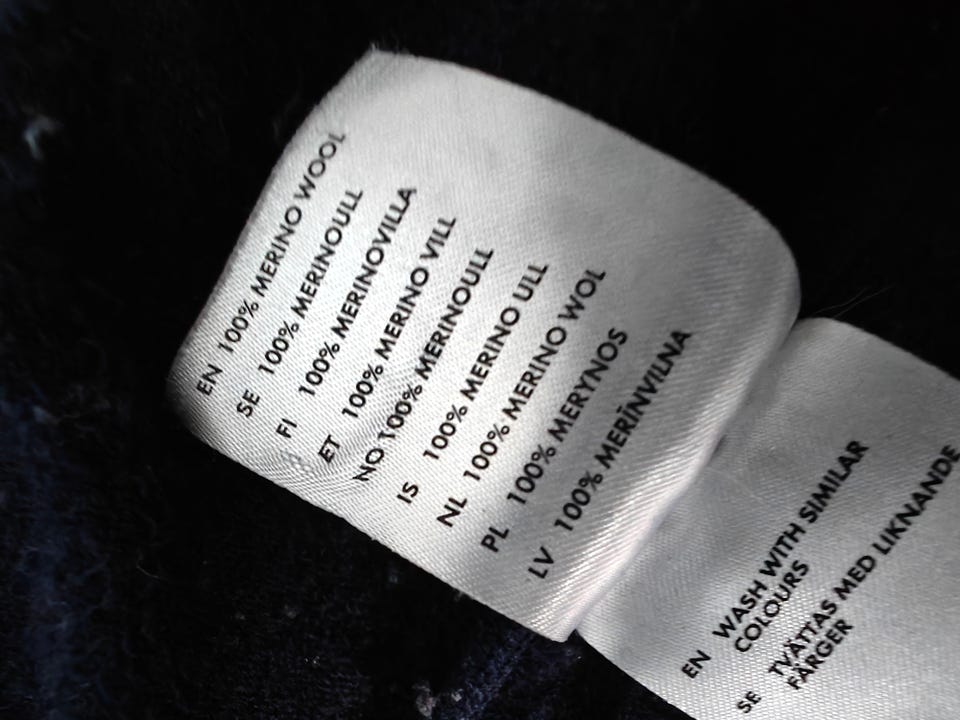 EN 100% MERINO WOOL
SE 100% MERINOULL
FI 100% MERINOVILLA
ET 100% MERINO VILL
NO 100% MERINOULL
IS 100% MERINO ULL
NL 100% MERINO WOL
PL 100% MERYNOS
LV 100% MERĪNVILNA
EN WASH WITH SIMILAR
COLOURS
SE TVÄTTAS MED LIKNANDE
FÄRGER